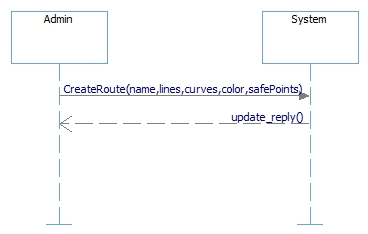 Admin
System
CreateRoute(name,lines,curves,color,safePoints)
update_reply()